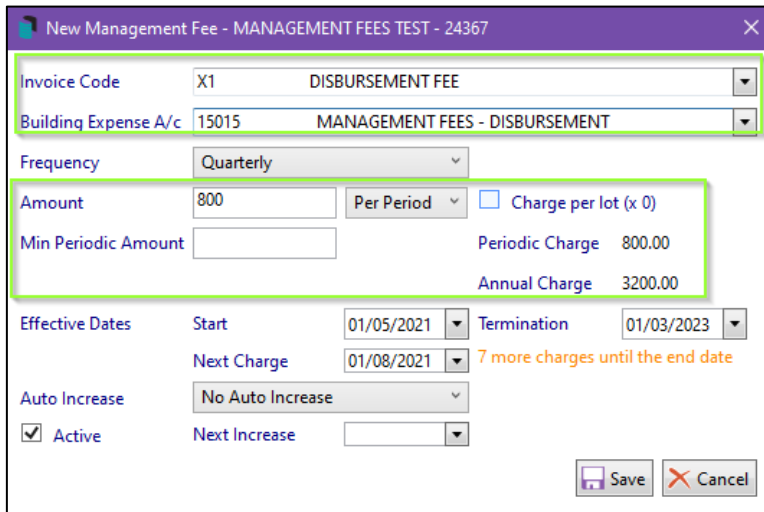 New Management Fee - MANAGEMENT FEES TEST - 24367
Invoice Code X1 DISBURSEMENT FEE
Building Expense A/c 15015 MANAGEMENT FEES - DISBURSEMENT
Frequency Quarterly
Amount 800 Per Period Charge per lot (x 0)
Min Periodic Amount Periodic Charge 800.00
Annual Charge 3200.00
Effective Dates Start 01/05/2021 Termination 01/03/2023
Next Charge 01/08/2021 7 more charges until the end date
Auto Increase No Auto Increase
Active Next Increase
Save Cancel